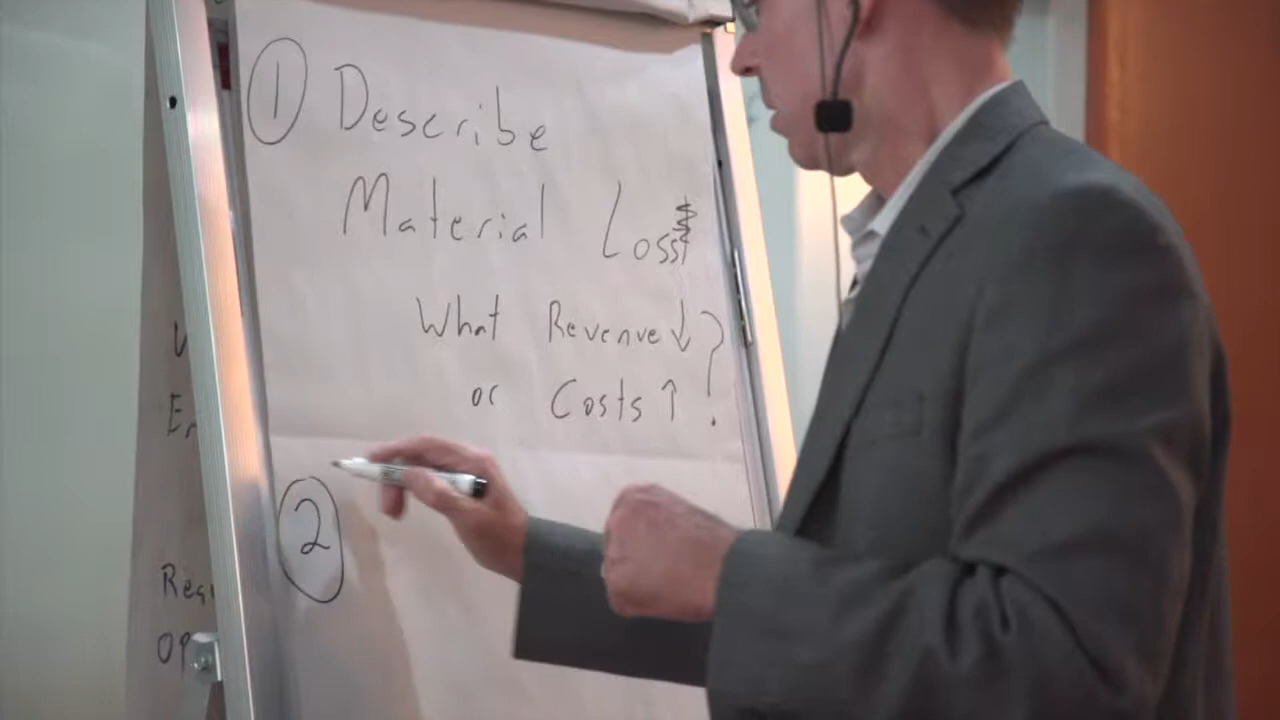 ① Describe
Material Loss$
What Revenue ↓ ?
or Costs ↑
②